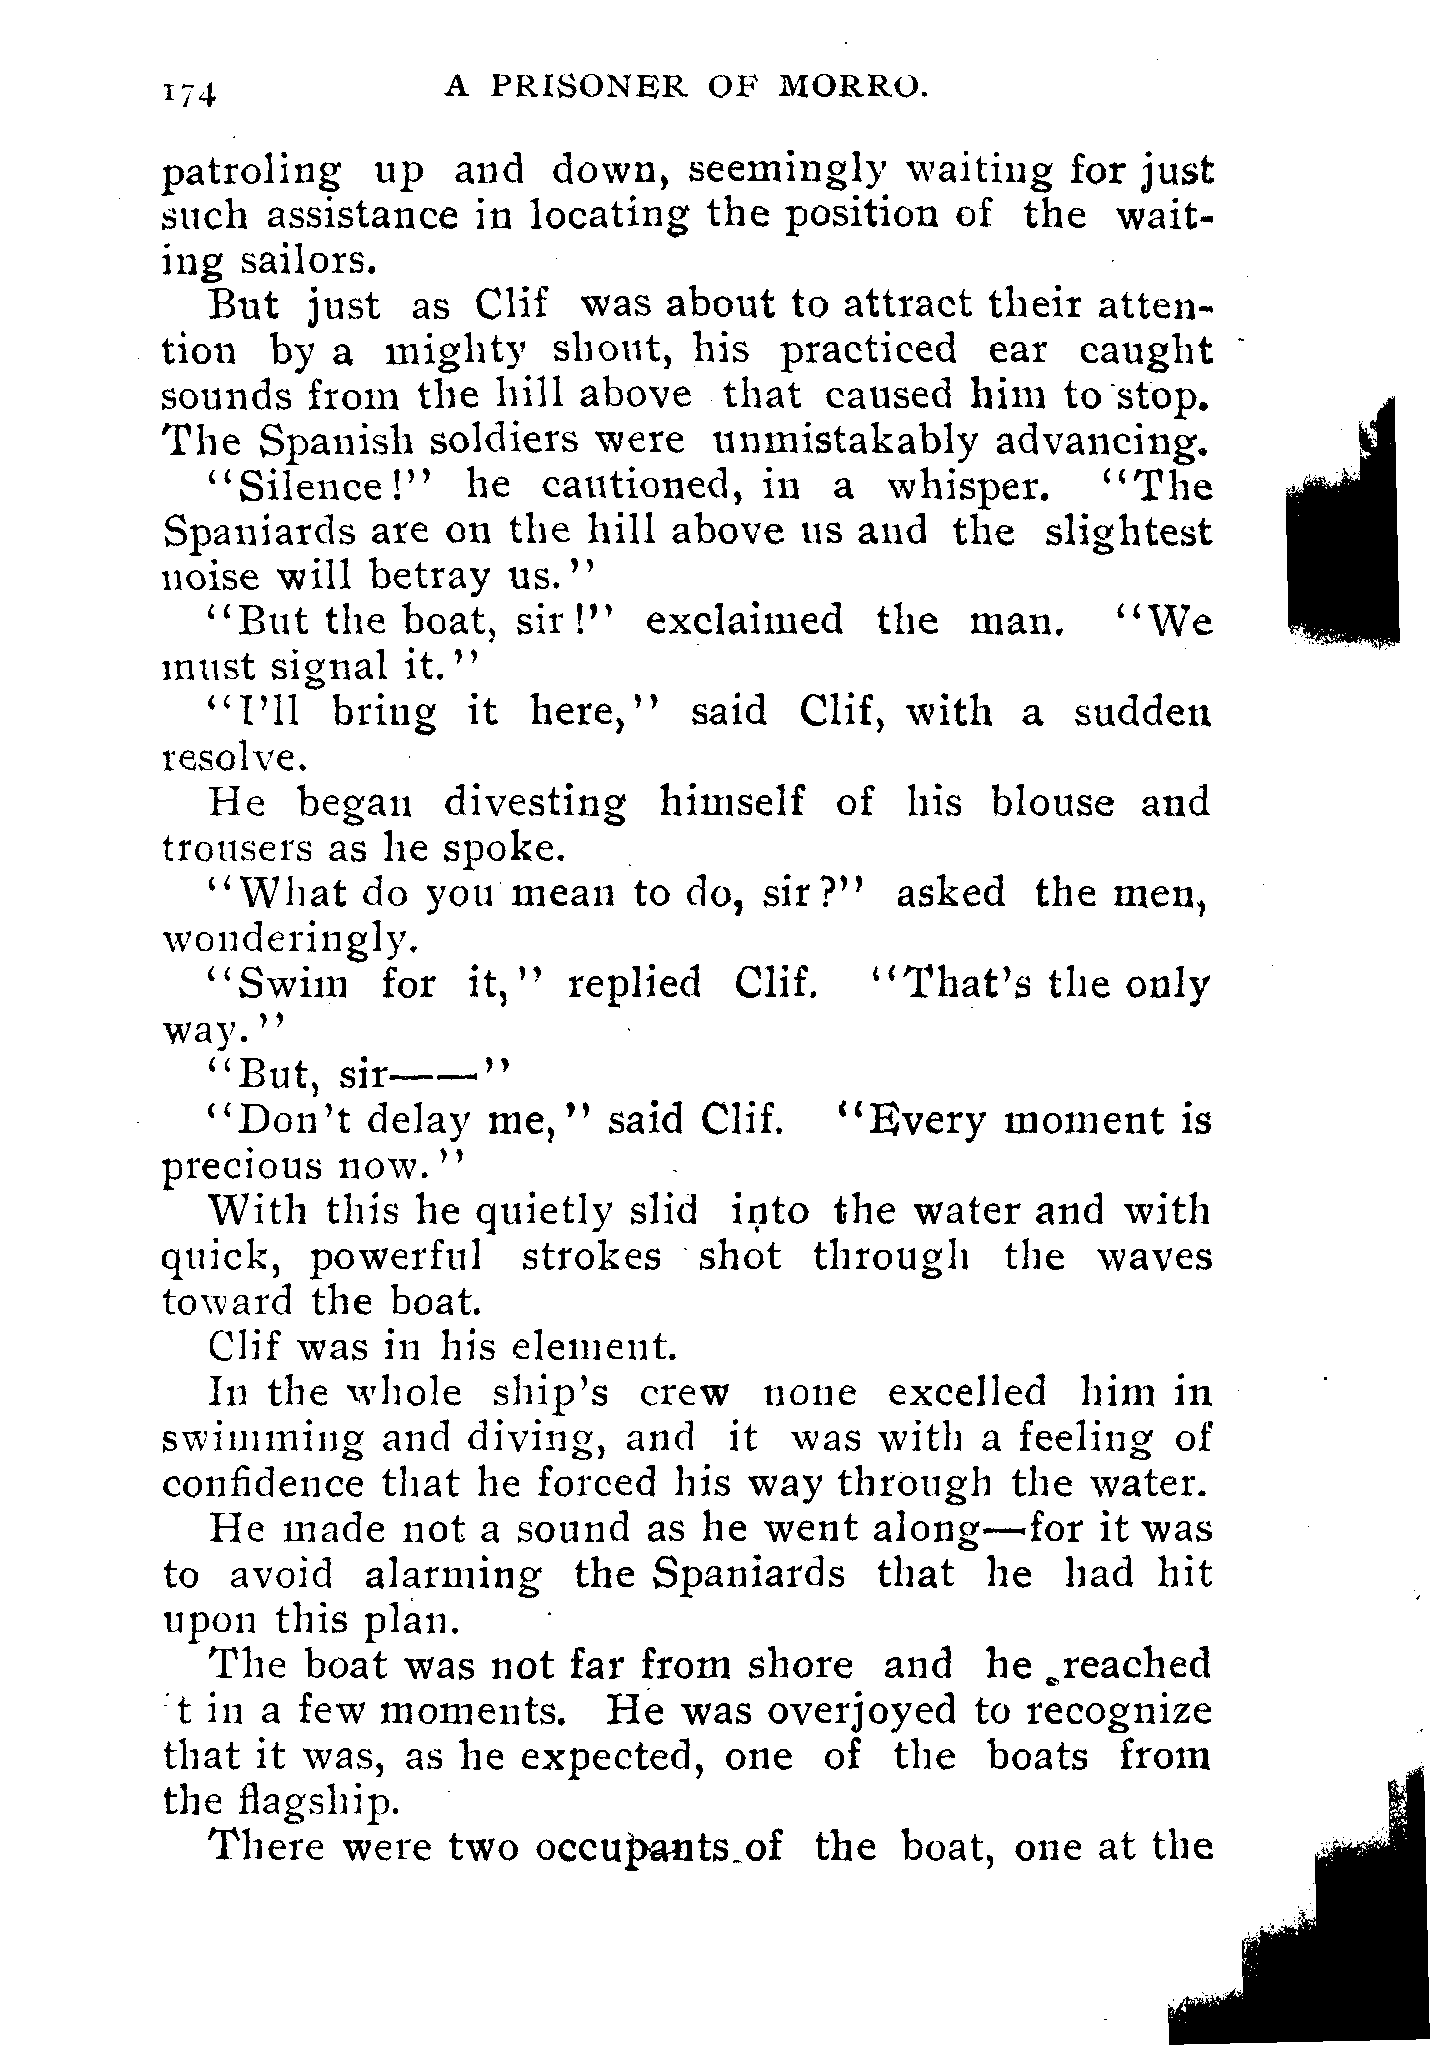 174 A PRISONER OF MORRO.
patroling up and down, seemingly waiting for just
such assistance in locating the position of the wait-
ing sailors.
But just as Clif was about to attract their atten-
tion by a mighty shout, his practiced ear caught
sounds from the hill above that caused him to stop.
The Spanish soldiers were unmistakably advancing.
"Silence!" he cautioned, in a whisper. "The
Spaniards are on the hill above us and the slightest
noise will betray us."
"But the boat, sir!" exclaimed the man. "We
must signal it."
"I'll bring it here," said Clif, with a sudden
resolve.
He began divesting himself of his blouse and
trousers as he spoke.
"What do you mean to do, sir?" asked the men,
wonderingly.
"Swim for it," replied Clif. "That's the only
way."
"But, sir——"
"Don't delay me," said Clif. "Every moment is
precious now."
With this he quietly slid into the water and with
quick, powerful strokes shot through the waves
toward the boat.
Clif was in his element.
In the whole ship's crew none excelled him in
swimming and diving, and it was with a feeling of
confidence that he forced his way through the water.
He made not a sound as he went along—for it was
to avoid alarming the Spaniards that he had hit
upon this plan.
The boat was not far from shore and he reached
't in a few moments. He was overjoyed to recognize
that it was, as he expected, one of the boats from
the flagship.
There were two occupants of the boat, one at the